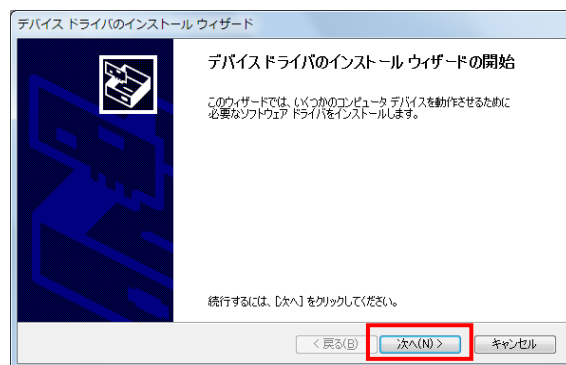 デバイス ドライバのインストール ウィザード
デバイス ドライバのインストール ウィザードの開始
このウィザードでは、いくつかのコンピュータ デバイスを動作させるために
必要なソフトウェア ドライバをインストールします。
続行するには、[次へ] をクリックしてください。
< 戻る(B)
次へ(N) >
キャンセル